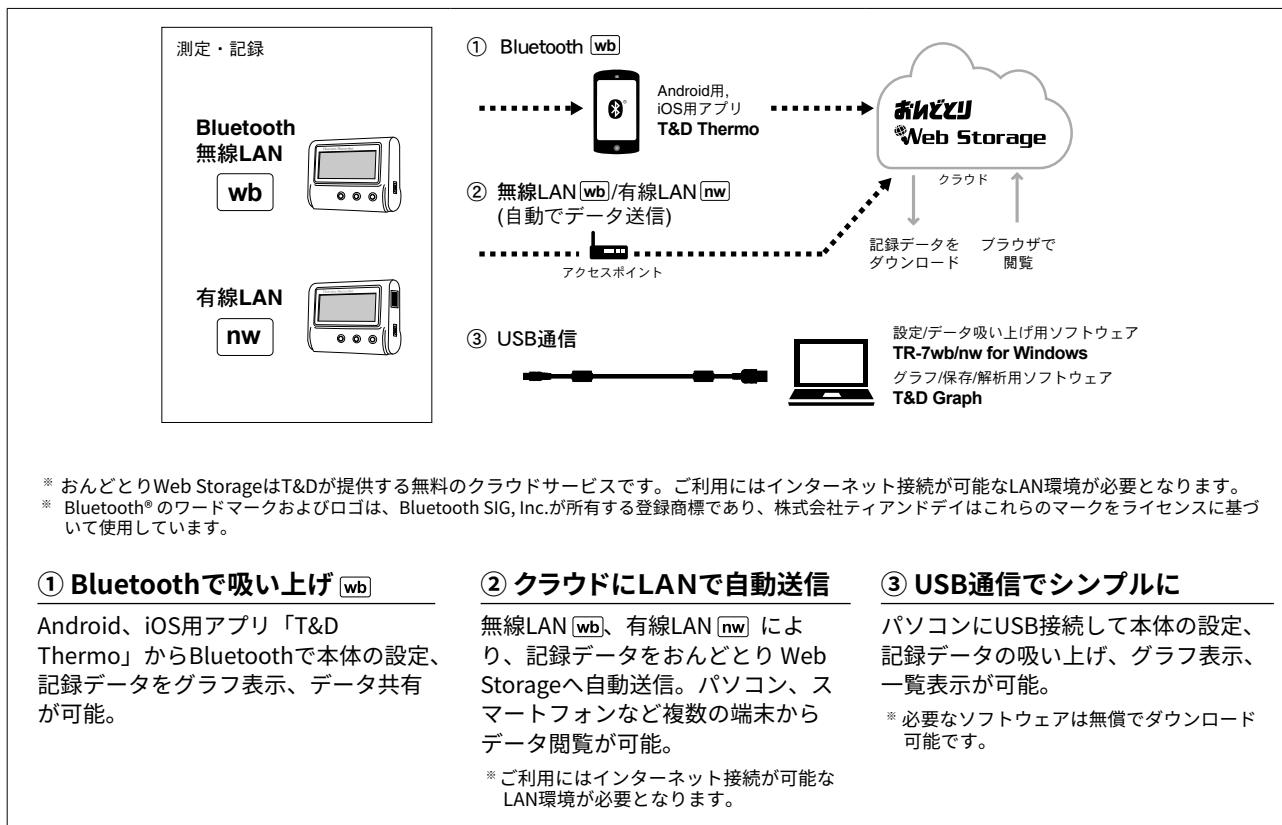 測定・記録
Bluetooth
無線LAN
wb
有線LAN
nw
① Bluetooth wb
Android用,
iOS用アプリ
T&D Thermo
おんどとり
Web Storage
クラウド
記録データを
ダウンロード
ブラウザで
閲覧
② 無線LAN wb/有線LAN nw
(自動でデータ送信)
アクセスポイント
③ USB通信
設定/データ吸い上げ用ソフトウェア
TR-7wb/nw for Windows
グラフ/保存/解析用ソフトウェア
T&D Graph
※ おんどとりWeb StorageはT&Dが提供する無料のクラウドサービスです。ご利用にはインターネット接続が可能なLAN環境が必要となります。
※ Bluetooth® のワードマークおよびロゴは、Bluetooth SIG, Inc.が所有する登録商標であり、株式会社ティアンドデイはこれらのマークをライセンスに基づ
いて使用しています。
① Bluetoothで吸い上げ wb
Android、iOS用アプリ「T&D
Thermo」からBluetoothで本体の設定、
記録データをグラフ表示、データ共有
が可能。
② クラウドにLANで自動送信
無線LAN wb、有線LAN nw によ
り、記録データをおんどとり Web
Storageへ自動送信。パソコン、ス
マートフォンなど複数の端末から
データ閲覧が可能。
※ご利用にはインターネット接続が可能な
LAN環境が必要となります。
③ USB通信でシンプルに
パソコンにUSB接続して本体の設定、
記録データの吸い上げ、グラフ表示、
一覧表示が可能。
※ 必要なソフトウェアは無償でダウンロード
可能です。